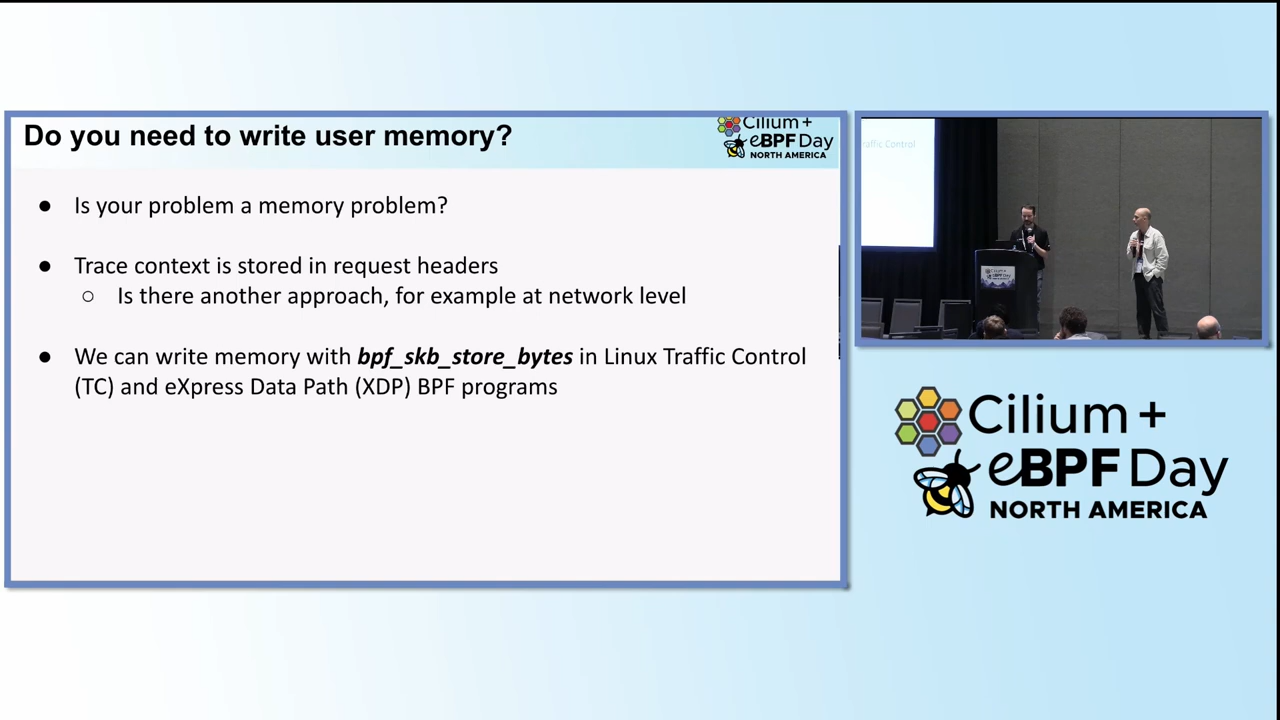 Do you need to write user memory?
Cilium +
eBPF Day
NORTH AMERICA
● Is your problem a memory problem?
● Trace context is stored in request headers
○ Is there another approach, for example at network level
● We can write memory with bpf_skb_store_bytes in Linux Traffic Control
(TC) and eXpress Data Path (XDP) BPF programs
raffic Control
Cilium +
eBPF Day
NORTH AMERICA